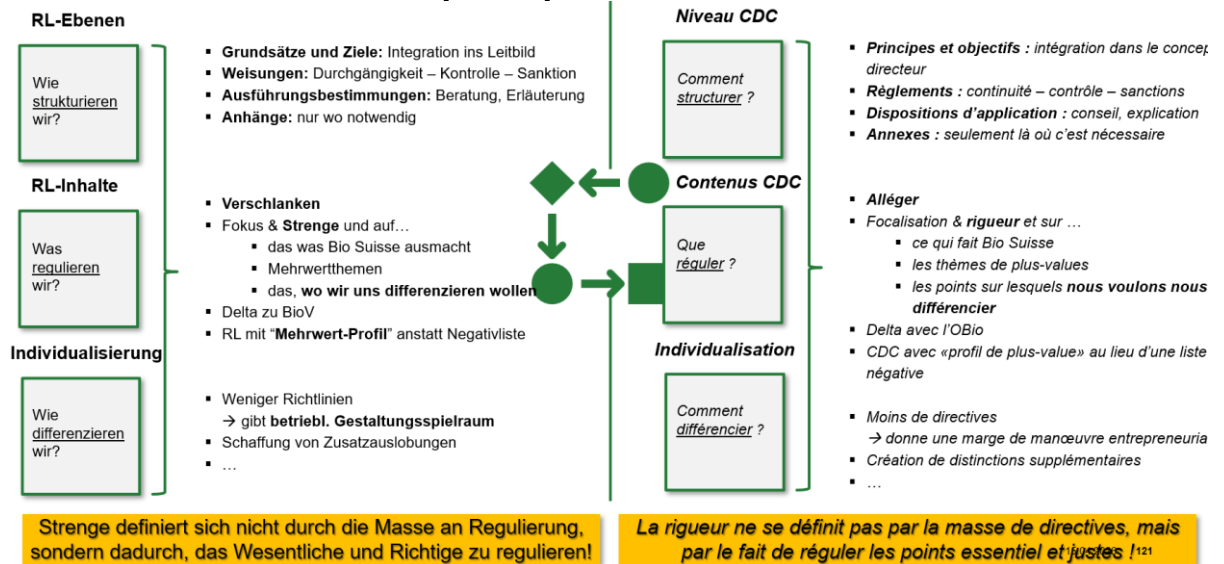 RL-Ebenen
Wie
strukturieren
wir?
Grundsätze und Ziele: Integration ins Leitbild
Weisungen: Durchgängigkeit – Kontrolle – Sanktion
Ausführungsbestimmungen: Beratung, Erläuterung
Anhänge: nur wo notwendig
RL-Inhalte
Was
regulieren
wir?
Verschlanken
Fokus & Strenge und auf…
das was Bio Suisse ausmacht
Mehrwertthemen
das, wo wir uns differenzieren wollen
Delta zu BioV
RL mit “Mehrwert-Profil” anstatt Negativliste
Individualisierung
Wie
differenzieren
wir?
Weniger Richtlinien
→ gibt betriebl. Gestaltungsspielraum
Schaffung von Zusatzauslobungen
…
Strenge definiert sich nicht durch die Masse an Regulierung,
sondern dadurch, das Wesentliche und Richtige zu regulieren!
Niveau CDC
Comment
structurer ?
Principes et objectifs : intégration dans le concep
directeur
Règlements : continuité – contrôle – sanctions
Dispositions d’application : conseil, explication
Annexes : seulement là où c’est nécessaire
Contenus CDC
Que
réguler ?
Alléger
Focalisation & rigueur et sur …
ce qui fait Bio Suisse
les thèmes de plus-values
les points sur lesquels nous voulons nous
différencier
Delta avec l’OBio
CDC avec «profil de plus-value» au lieu d’une liste
négative
Individualisation
Comment
différencier ?
Moins de directives
→ donne une marge de manœuvre entrepreneuria
Création de distinctions supplémentaires
…
La rigueur ne se définit pas par la masse de directives, mais
par le fait de réguler les points essentiel et justes !
121